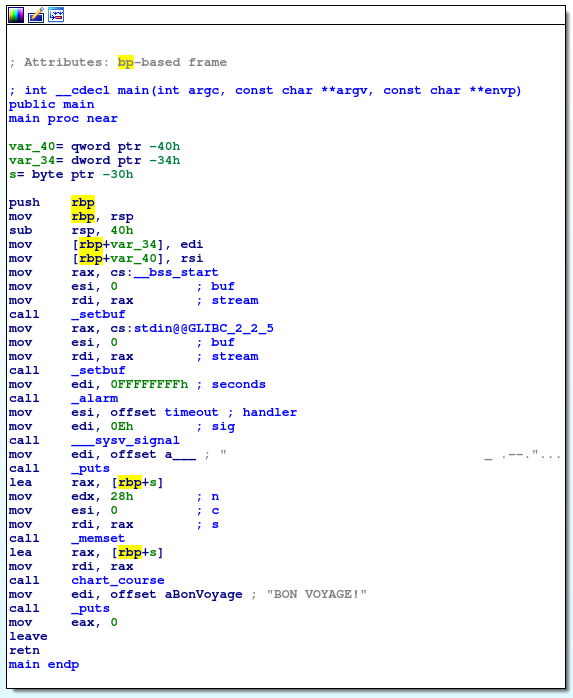 ; Attributes: bp-based frame
; int __cdecl main(int argc, const char **argv, const char **envp)
public main
main proc near
var_40= qword ptr -40h
var_34= dword ptr -34h
s= byte ptr -30h
push rbp
mov rbp, rsp
sub rsp, 40h
mov [rbp+var_34], edi
mov [rbp+var_40], rsi
mov rax, cs:__bss_start
mov esi, 0 ; buf
mov rdi, rax ; stream
call _setbuf
mov rax, cs:stdin@@GLIBC_2_2_5
mov esi, 0 ; buf
mov rdi, rax ; stream
call _setbuf
mov edi, 0FFFFFFFFh ; seconds
call _alarm
mov esi, offset timeout ; handler
mov edi, 0Eh ; sig
call ___sysv_signal
mov edi, offset a___ ; " _ .--."...
call _puts
lea rax, [rbp+s]
mov edx, 28h ; n
mov esi, 0 ; c
mov rdi, rax ; s
call _memset
lea rax, [rbp+s]
mov rdi, rax
call chart_course
mov edi, offset aBonVoyage ; "BON VOYAGE!"
call _puts
mov eax, 0
leave
retn
main endp